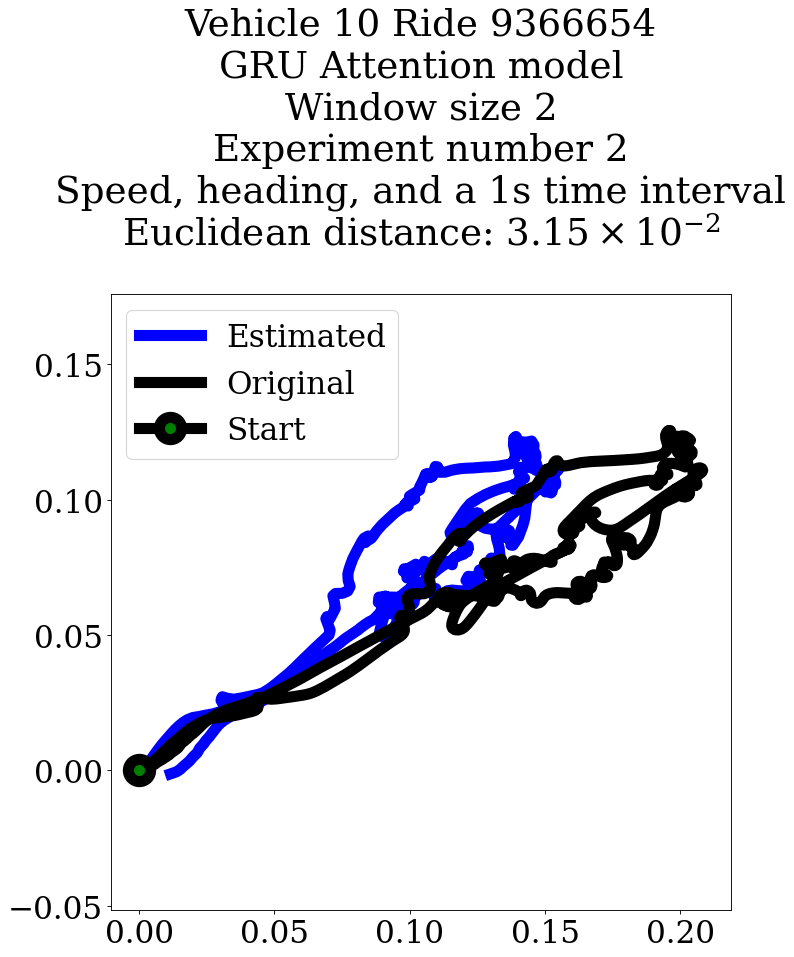 Vehicle 10 Ride 9366654
GRU Attention model
Window size 2
Experiment number 2
Speed, heading, and a 1s time interval
Euclidean distance: 3.15 × 10⁻²
Estimated
Original
Start
0.15
0.10
0.05
0.00
−0.05
0.00 0.05 0.10 0.15 0.20